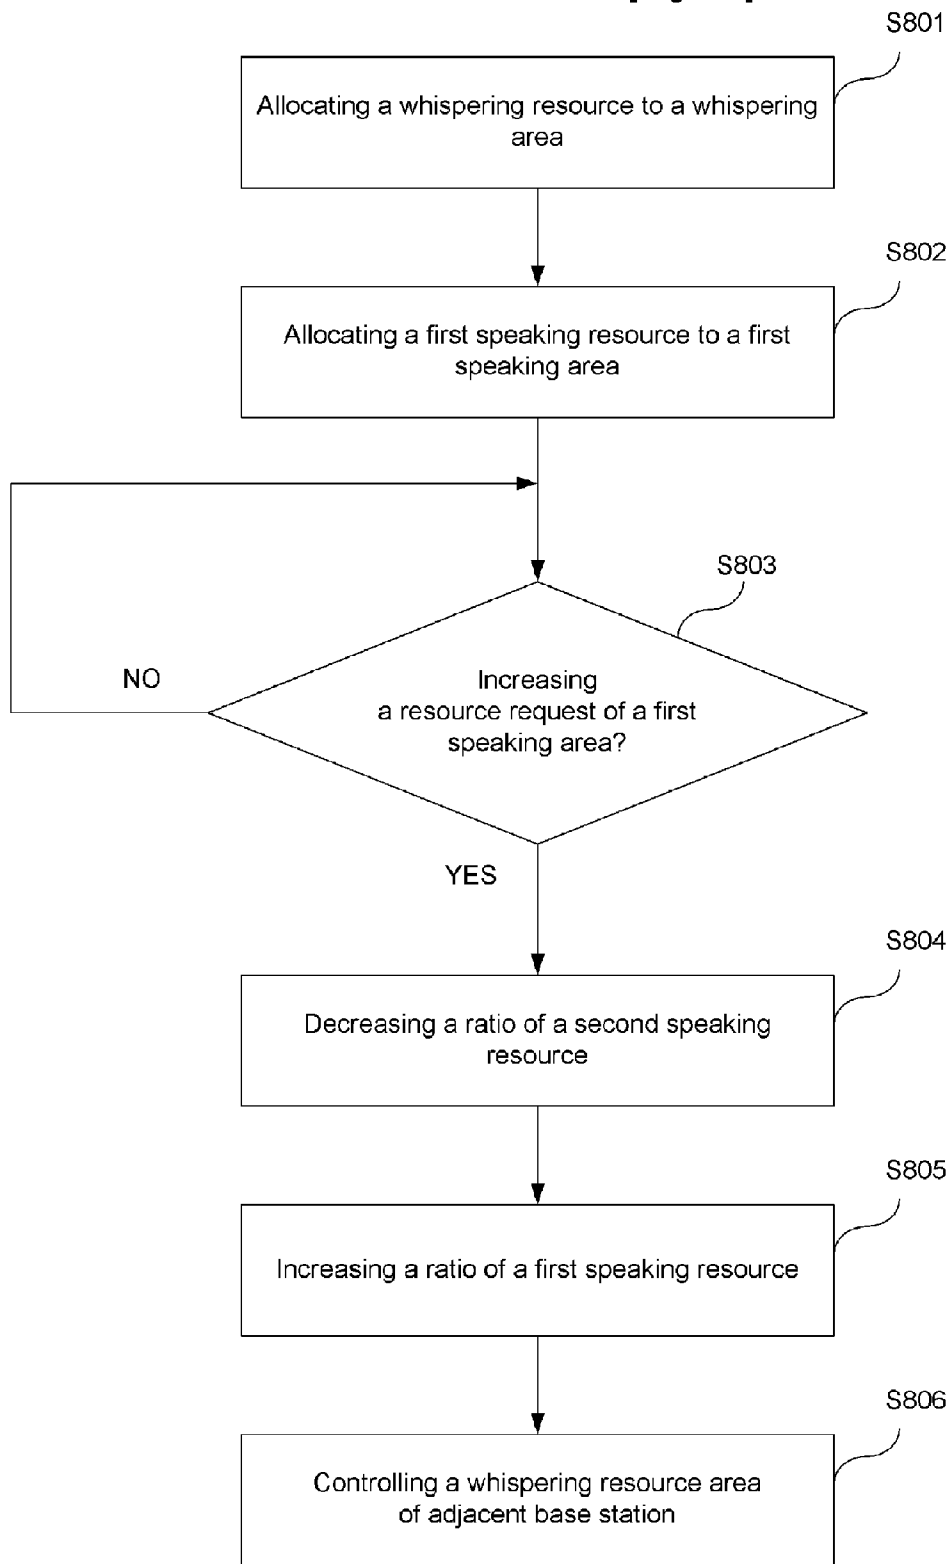 S801
Allocating a whispering resource to a whispering
area
S802
Allocating a first speaking resource to a first
speaking area
S803
NO
Increasing
a resource request of a first
speaking area?
YES
S804
Decreasing a ratio of a second speaking
resource
S805
Increasing a ratio of a first speaking resource
S806
Controlling a whispering resource area
of adjacent base station